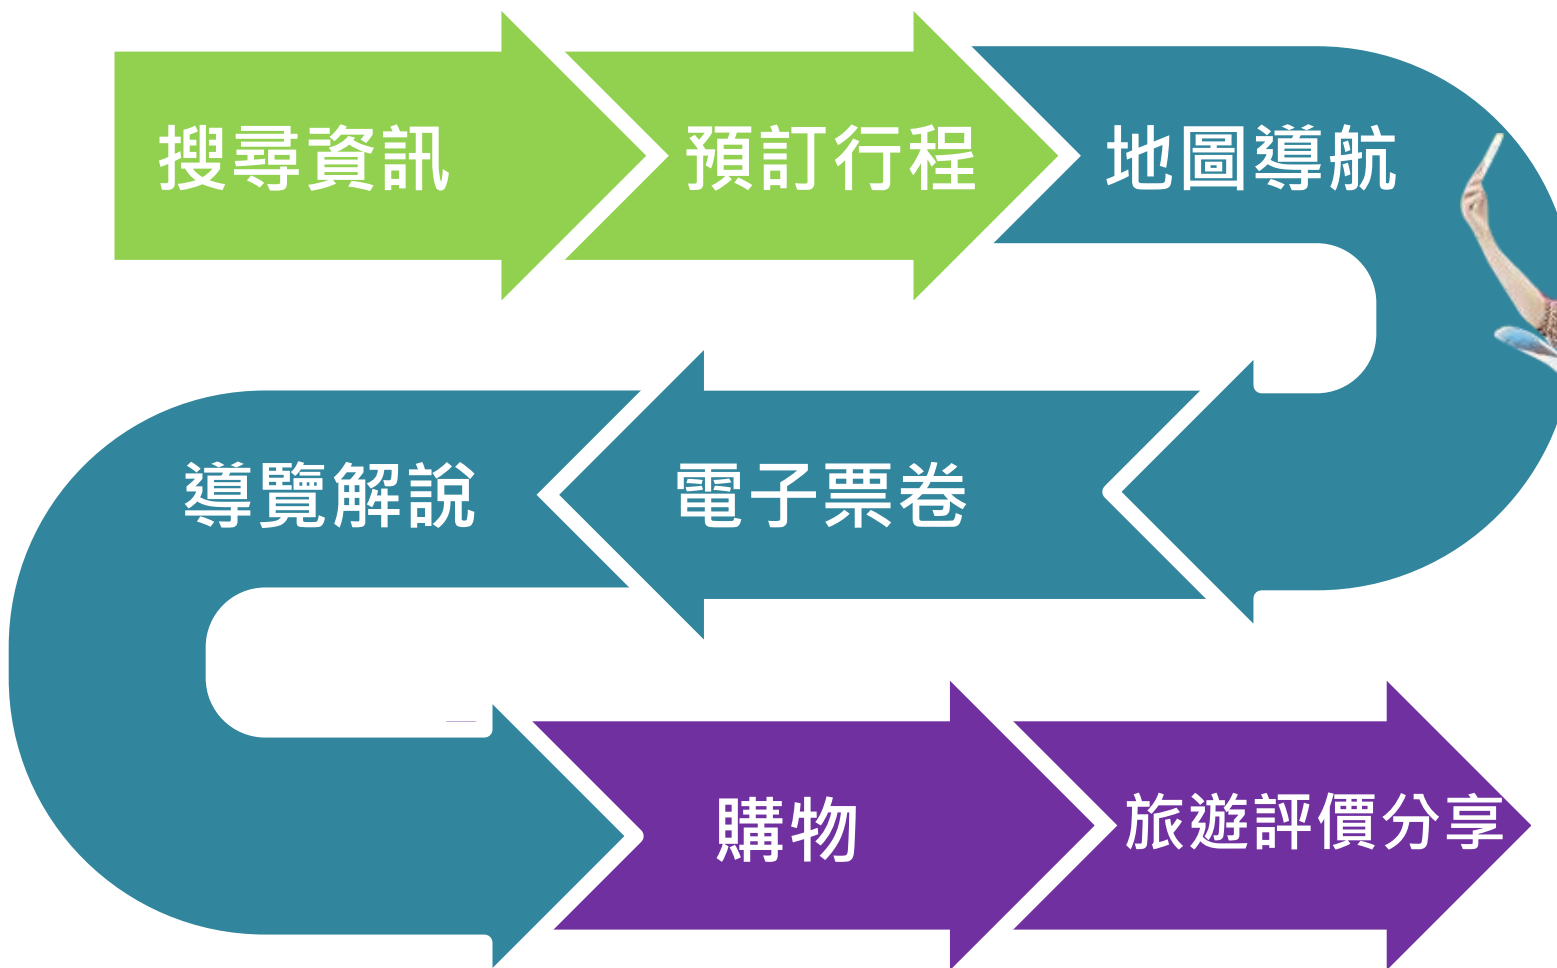 搜尋資訊
預訂行程
地圖導航
電子票卷
導覽解說
購物
旅遊評價分享